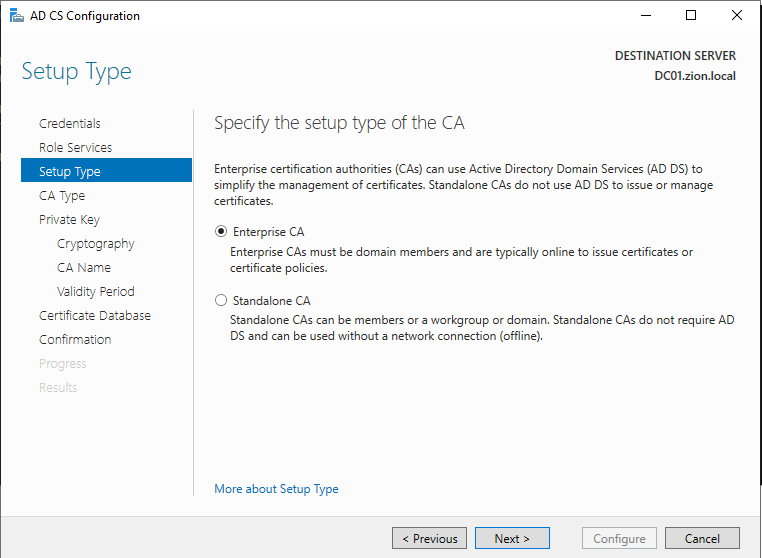 AD CS Configuration
DESTINATION SERVER
DC01.zion.local
Setup Type
Credentials
Role Services
Setup Type
CA Type
Private Key
Cryptography
CA Name
Validity Period
Certificate Database
Confirmation
Progress
Results
Specify the setup type of the CA
Enterprise certification authorities (CAs) can use Active Directory Domain Services (AD DS) to
simplify the management of certificates. Standalone CAs do not use AD DS to issue or manage
certificates.
Enterprise CA
Enterprise CAs must be domain members and are typically online to issue certificates or
certificate policies.
Standalone CA
Standalone CAs can be members or a workgroup or domain. Standalone CAs do not require AD
DS and can be used without a network connection (offline).
More about Setup Type
< Previous
Next >
Configure
Cancel